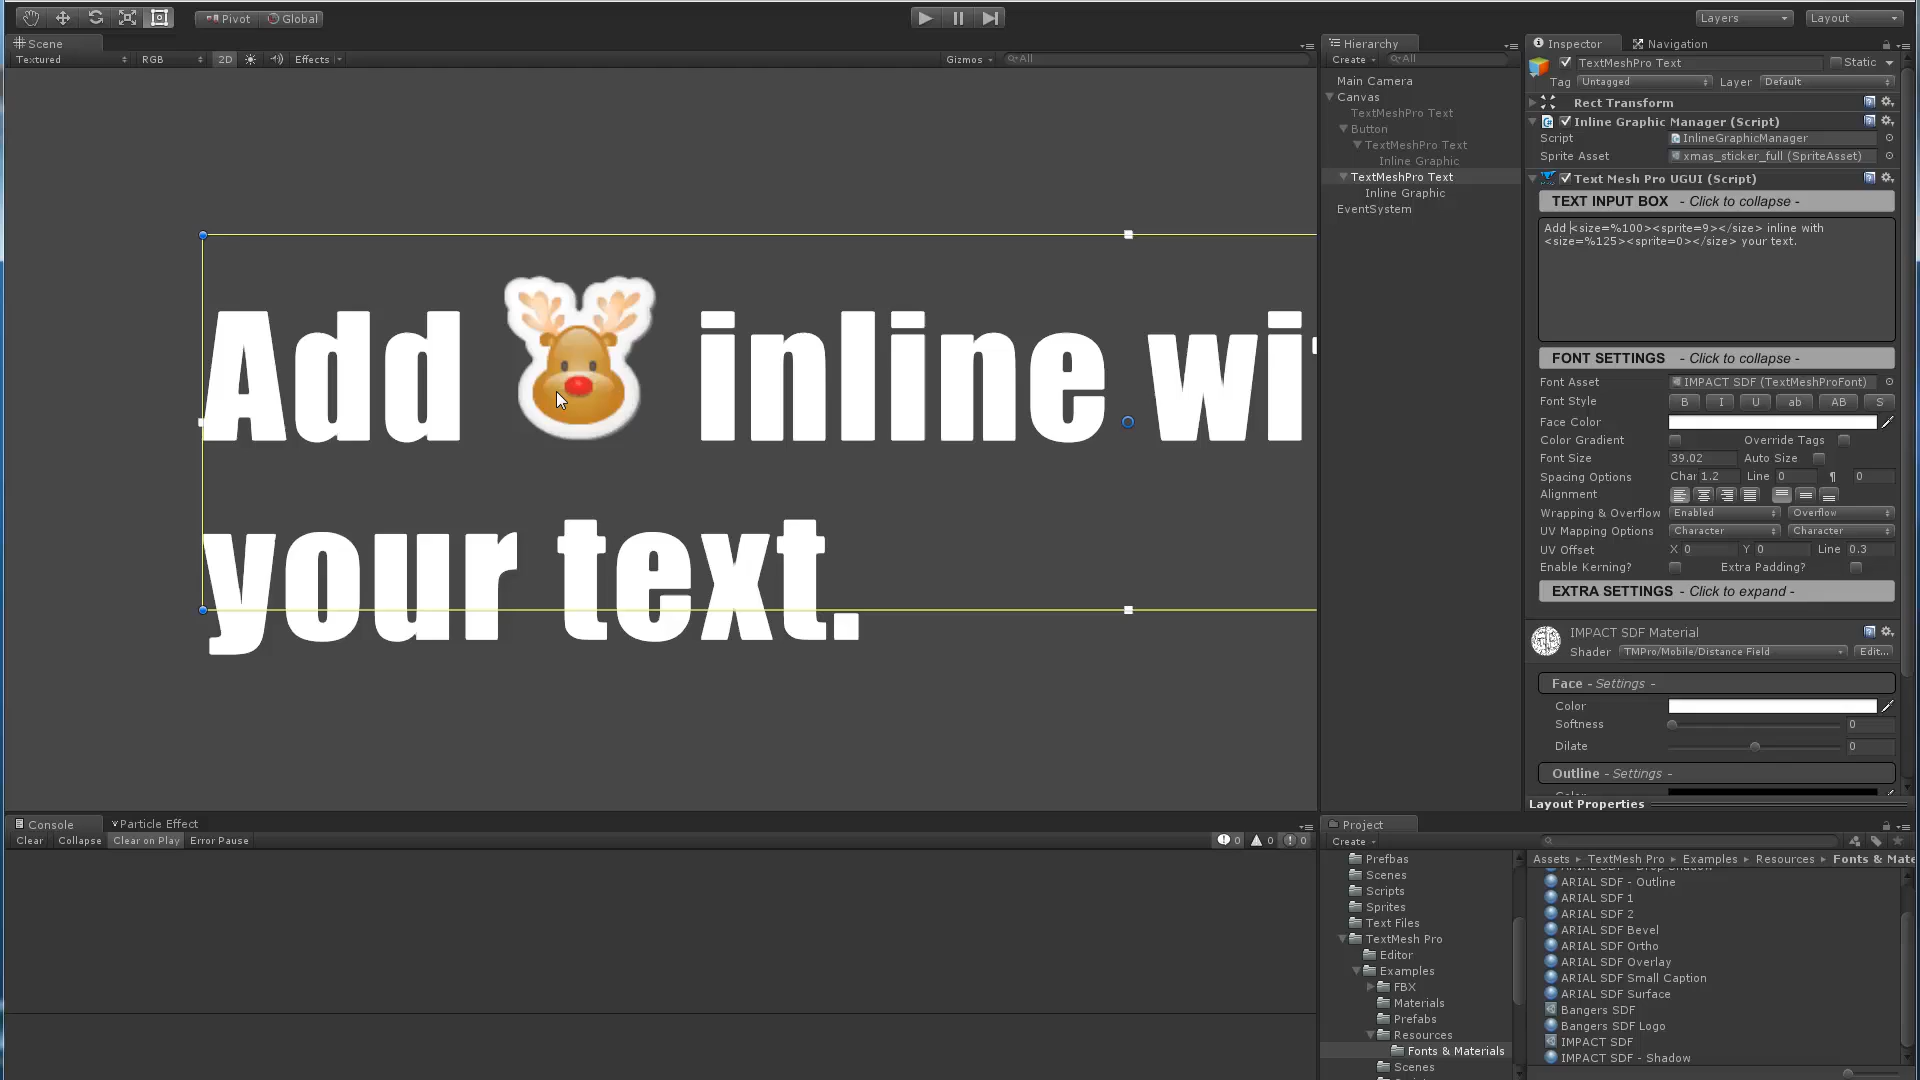 Pivot Global Layers Layout
Scene
Textured RGB 2D Effects Gizmos All
Add inline wi
your text.
Console Particle Effect
Clear Collapse Clear on Play Error Pause 0 0 0
Hierarchy
Create All
Main Camera
Canvas
TextMeshPro Text
Button
TextMeshPro Text
Inline Graphic
TextMeshPro Text
Inline Graphic
EventSystem
Inspector Navigation
TextMeshPro Text Static
Tag Untagged Layer Default
Rect Transform
Inline Graphic Manager (Script)
Script InlineGraphicManager
Sprite Asset xmas_sticker_full (SpriteAsset)
Text Mesh Pro UGUI (Script)
TEXT INPUT BOX - Click to collapse -
Add <size=%100><sprite=9></size> inline with
<size=%125><sprite=0></size> your text.
FONT SETTINGS - Click to collapse -
Font Asset IMPACT SDF (TextMeshProFont)
Font Style B I U ab AB S
Face Color
Color Gradient Override Tags
Font Size 39.02 Auto Size
Spacing Options Char 1.2 Line 0 ¶ 0
Alignment
Wrapping & Overflow Enabled Overflow
UV Mapping Options Character Character
UV Offset X 0 Y 0 Line 0.3
Enable Kerning? Extra Padding?
EXTRA SETTINGS - Click to expand -
IMPACT SDF Material
Shader TMPro/Mobile/Distance Field Edit...
Face - Settings -
Color
Softness 0
Dilate 0
Outline - Settings -
Layout Properties
Project
Create
Prefbas
Scenes
Scripts
Sprites
Text Files
TextMesh Pro
Editor
Examples
FBX
Materials
Prefabs
Resources
Fonts & Materials
Scenes
Assets ▸ TextMesh Pro ▸ Examples ▸ Resources ▸ Fonts & Mate
ARIAL SDF - Drop Shadow
ARIAL SDF - Outline
ARIAL SDF 1
ARIAL SDF 2
ARIAL SDF Bevel
ARIAL SDF Ortho
ARIAL SDF Overlay
ARIAL SDF Small Caption
ARIAL SDF Surface
Bangers SDF
Bangers SDF Logo
IMPACT SDF
IMPACT SDF - Shadow